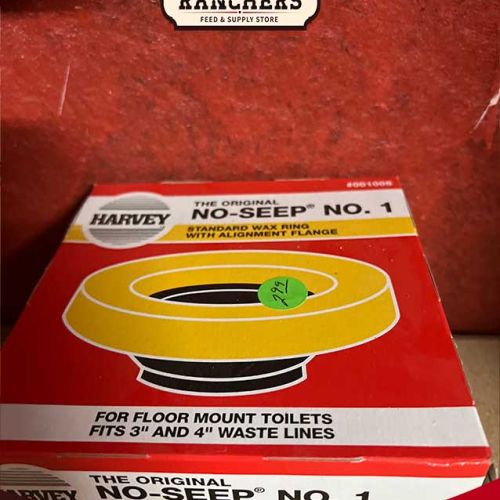 RANCHERS
FEED & SUPPLY STORE
#001005
HARVEY
THE ORIGINAL
NO-SEEP® NO. 1
STANDARD WAX RING
WITH ALIGNMENT FLANGE
2.99
FOR FLOOR MOUNT TOILETS
FITS 3" AND 4" WASTE LINES
HARVEY
THE ORIGINAL
NO-SEEP® NO. 1